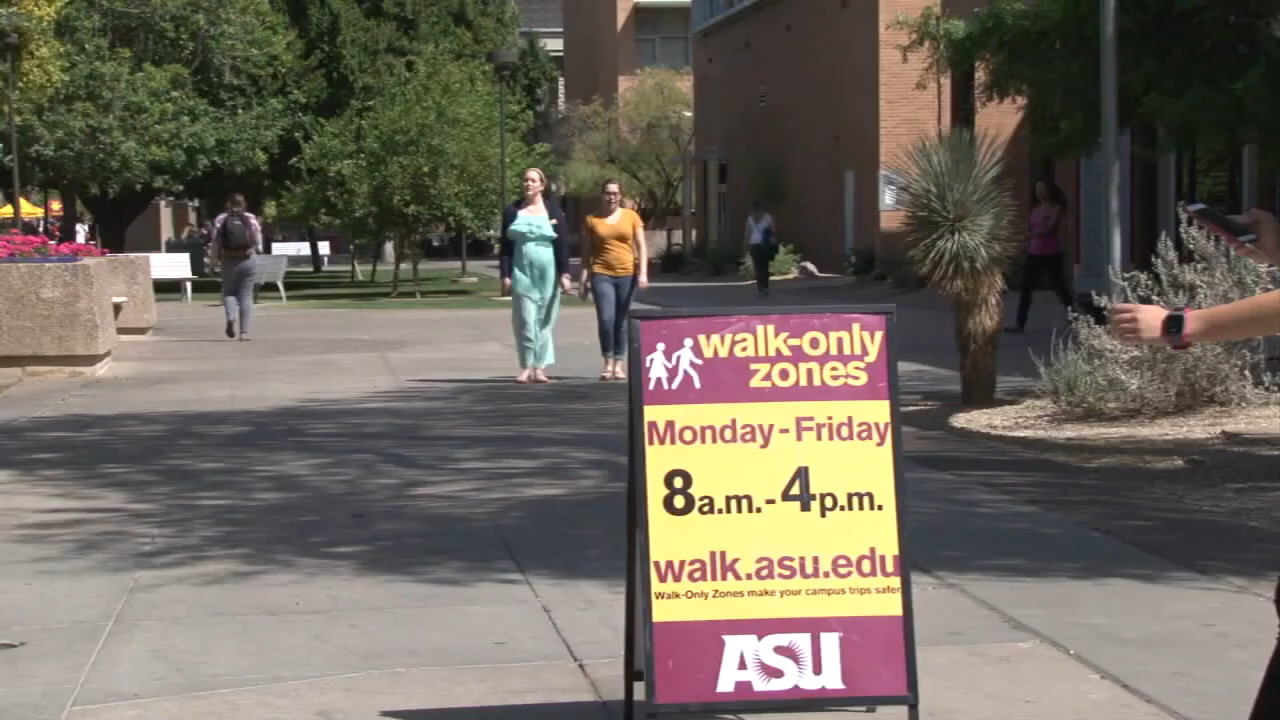 walk-only
zones
Monday-Friday
8a.m.-4p.m.
walk.asu.edu
Walk-Only Zones make your campus trips safer
ASU